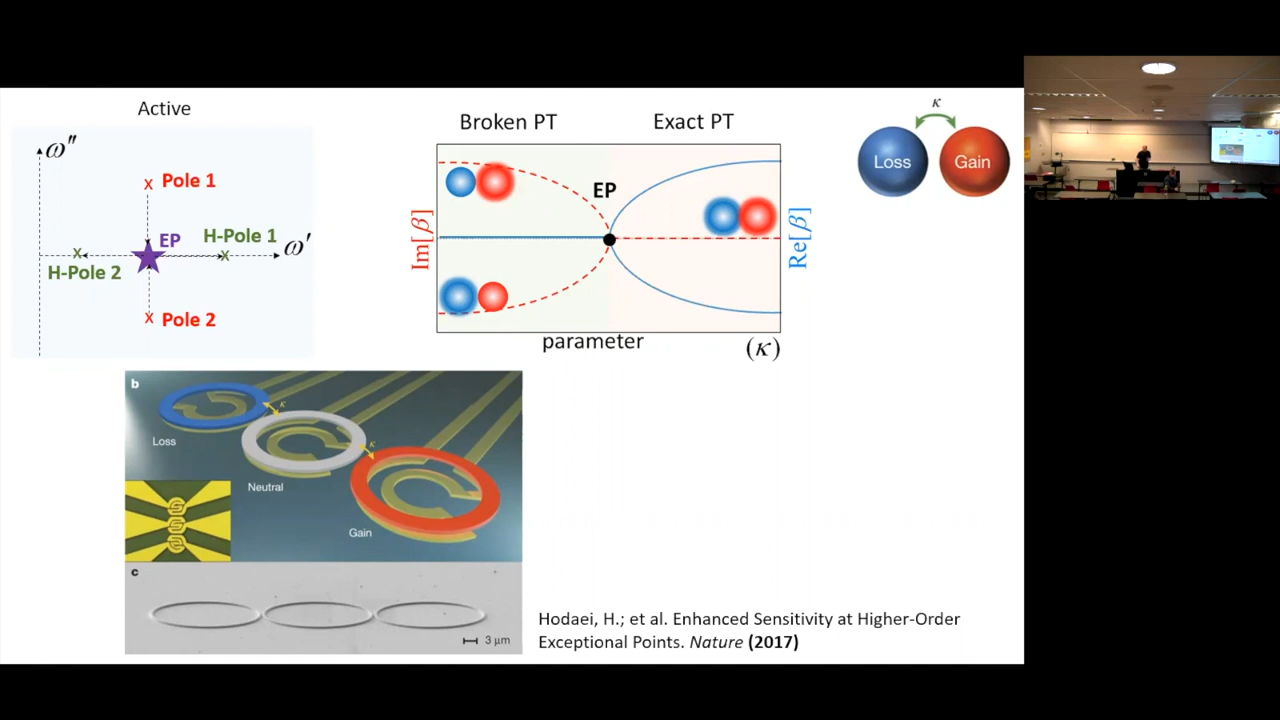 Active
ω″
Pole 1
EP
H-Pole 1
ω′
H-Pole 2
Pole 2
Broken PT
Exact PT
EP
Im[β]
Re[β]
parameter
(κ)
κ
Loss
Gain
b
κ
Loss
κ
Neutral
Gain
c
3 μm
Hodaei, H.; et al. Enhanced Sensitivity at Higher-Order
Exceptional Points. Nature (2017)